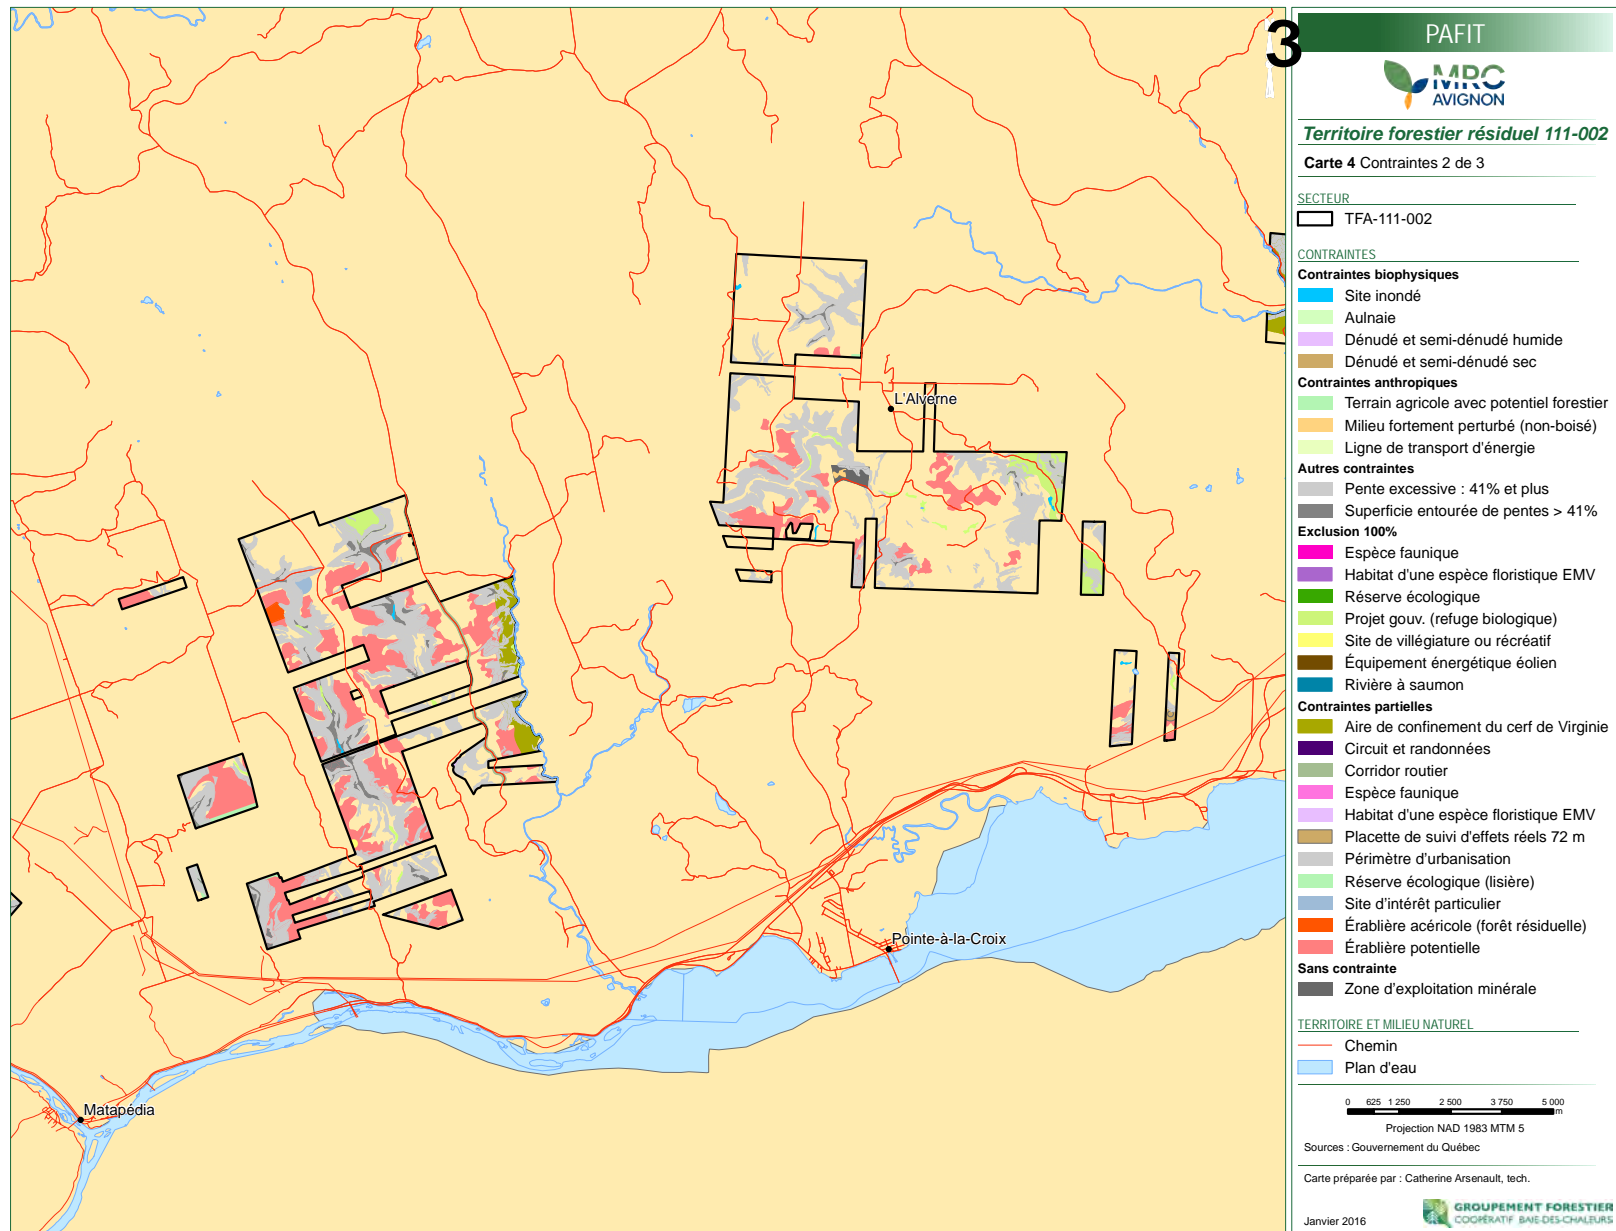 3
PAFIT
MRC
AVIGNON
Territoire forestier résiduel 111-002
Carte 4 Contraintes 2 de 3
SECTEUR
TFA-111-002
CONTRAINTES
Contraintes biophysiques
Site inondé
Aulnaie
Dénudé et semi-dénudé humide
Dénudé et semi-dénudé sec
Contraintes anthropiques
Terrain agricole avec potentiel forestier
Milieu fortement perturbé (non-boisé)
Ligne de transport d'énergie
Autres contraintes
Pente excessive : 41% et plus
Superficie entourée de pentes > 41%
Exclusion 100%
Espèce faunique
Habitat d'une espèce floristique EMV
Réserve écologique
Projet gouv. (refuge biologique)
Site de villégiature ou récréatif
Équipement énergétique éolien
Rivière à saumon
Contraintes partielles
Aire de confinement du cerf de Virginie
Circuit et randonnées
Corridor routier
Espèce faunique
Habitat d'une espèce floristique EMV
Placette de suivi d'effets réels 72 m
Périmètre d'urbanisation
Réserve écologique (lisière)
Site d'intérêt particulier
Érablière acéricole (forêt résiduelle)
Érablière potentielle
Sans contrainte
Zone d'exploitation minérale
TERRITOIRE ET MILIEU NATUREL
Chemin
Plan d'eau
0 625 1 250 2 500 3 750 5 000
m
Projection NAD 1983 MTM 5
Sources : Gouvernement du Québec
Carte préparée par : Catherine Arsenault, tech.
Janvier 2016
GROUPEMENT FORESTIER
COOPÉRATIF BAIE-DES-CHALEURS
L'Alverne
Pointe-à-la-Croix
Matapédia